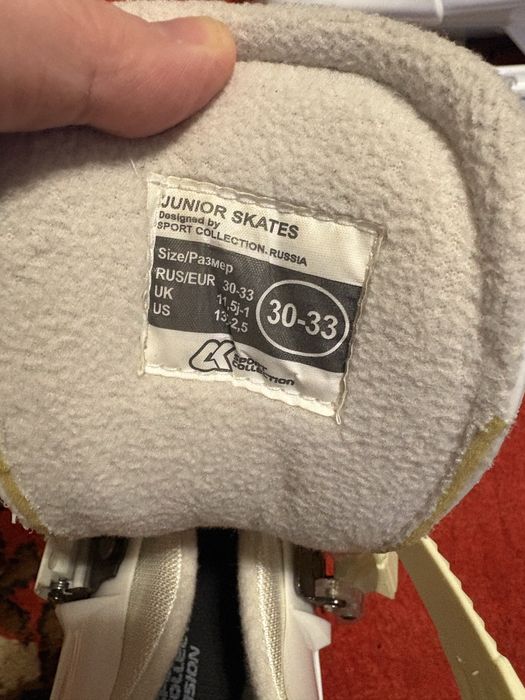 JUNIOR SKATES
Designed by
SPORT COLLECTION. RUSSIA
Size/Размер
RUS/EUR 30-33
UK 11,5j-1
US 13-2,5
30-33
SPORT
COLLECTION